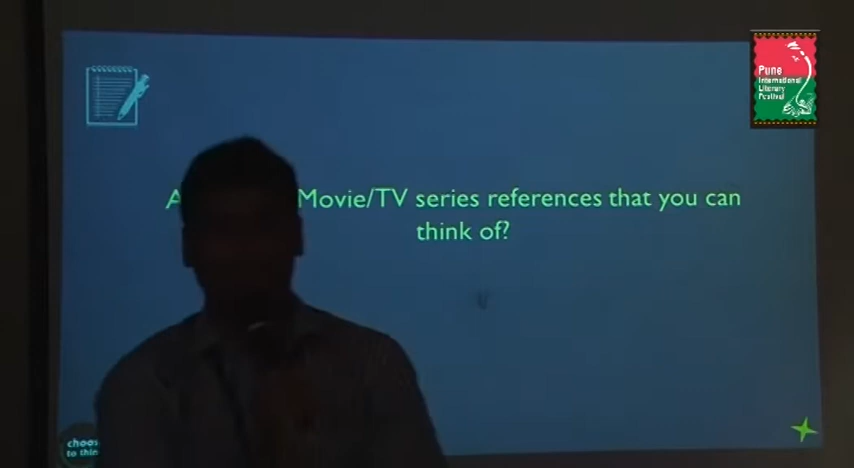 Pune
International
Literary
Festival
A Movie/TV series references that you can
think of?
choos
to thin